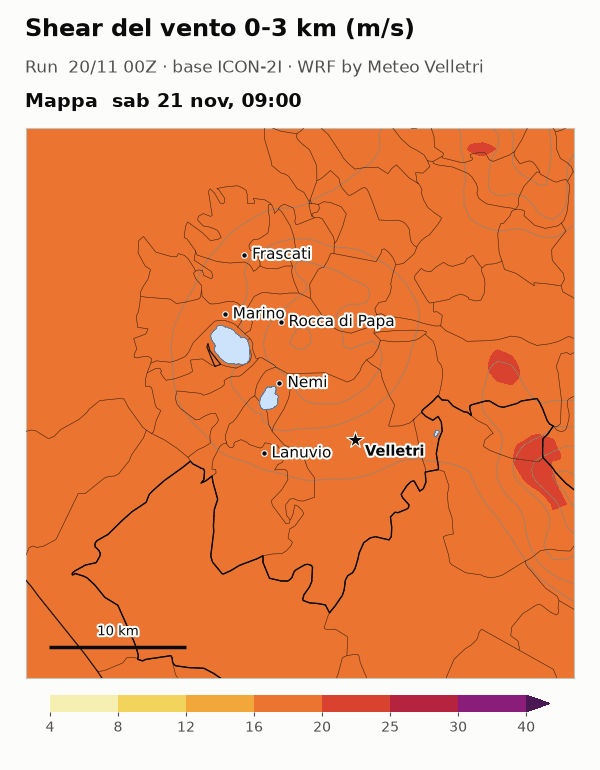 Shear del vento 0-3 km (m/s)
Run  20/11 00Z · base ICON-2I · WRF by Meteo Velletri
Mappa  sab 21 nov, 09:00
Frascati
Marino
Rocca di Papa
Nemi
Velletri
Lanuvio
10 km
4 8 12 16 20 25 30 40